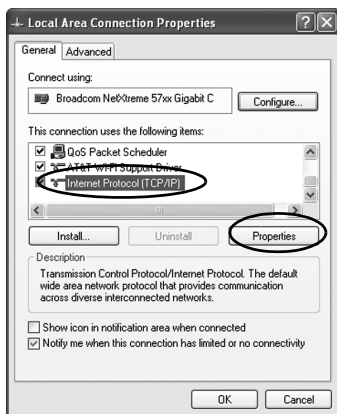 Local Area Connection Properties
General
Advanced
Connect using:
Broadcom NetXtreme 57xx Gigabit C
Configure...
This connection uses the following items:
QoS Packet Scheduler
AT&T Wi-Fi Support Driver
Internet Protocol (TCP/IP)
Install...
Uninstall
Properties
Description
Transmission Control Protocol/Internet Protocol. The default
wide area network protocol that provides communication
across diverse interconnected networks.
Show icon in notification area when connected
Notify me when this connection has limited or no connectivity
OK
Cancel